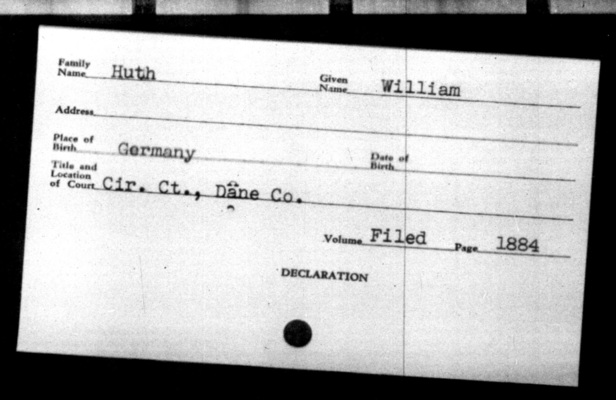 Family Name Huth Given Name William
Address
Place of Birth Germany Date of Birth
Title and Location of Court Cir. Ct., Dane Co.
Volume Filed Page 1884
DECLARATION